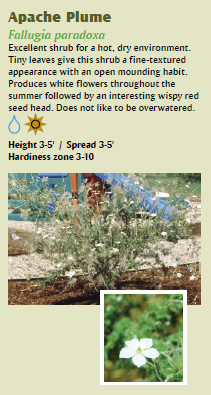 Apache Plume
Fallugia paradoxa
Excellent shrub for a hot, dry environment.
Tiny leaves give this shrub a fine-textured
appearance with an open mounding habit.
Produces white flowers throughout the
summer followed by an interesting wispy red
seed head. Does not like to be overwatered.
Height 3-5' / Spread 3-5'
Hardiness zone 3-10